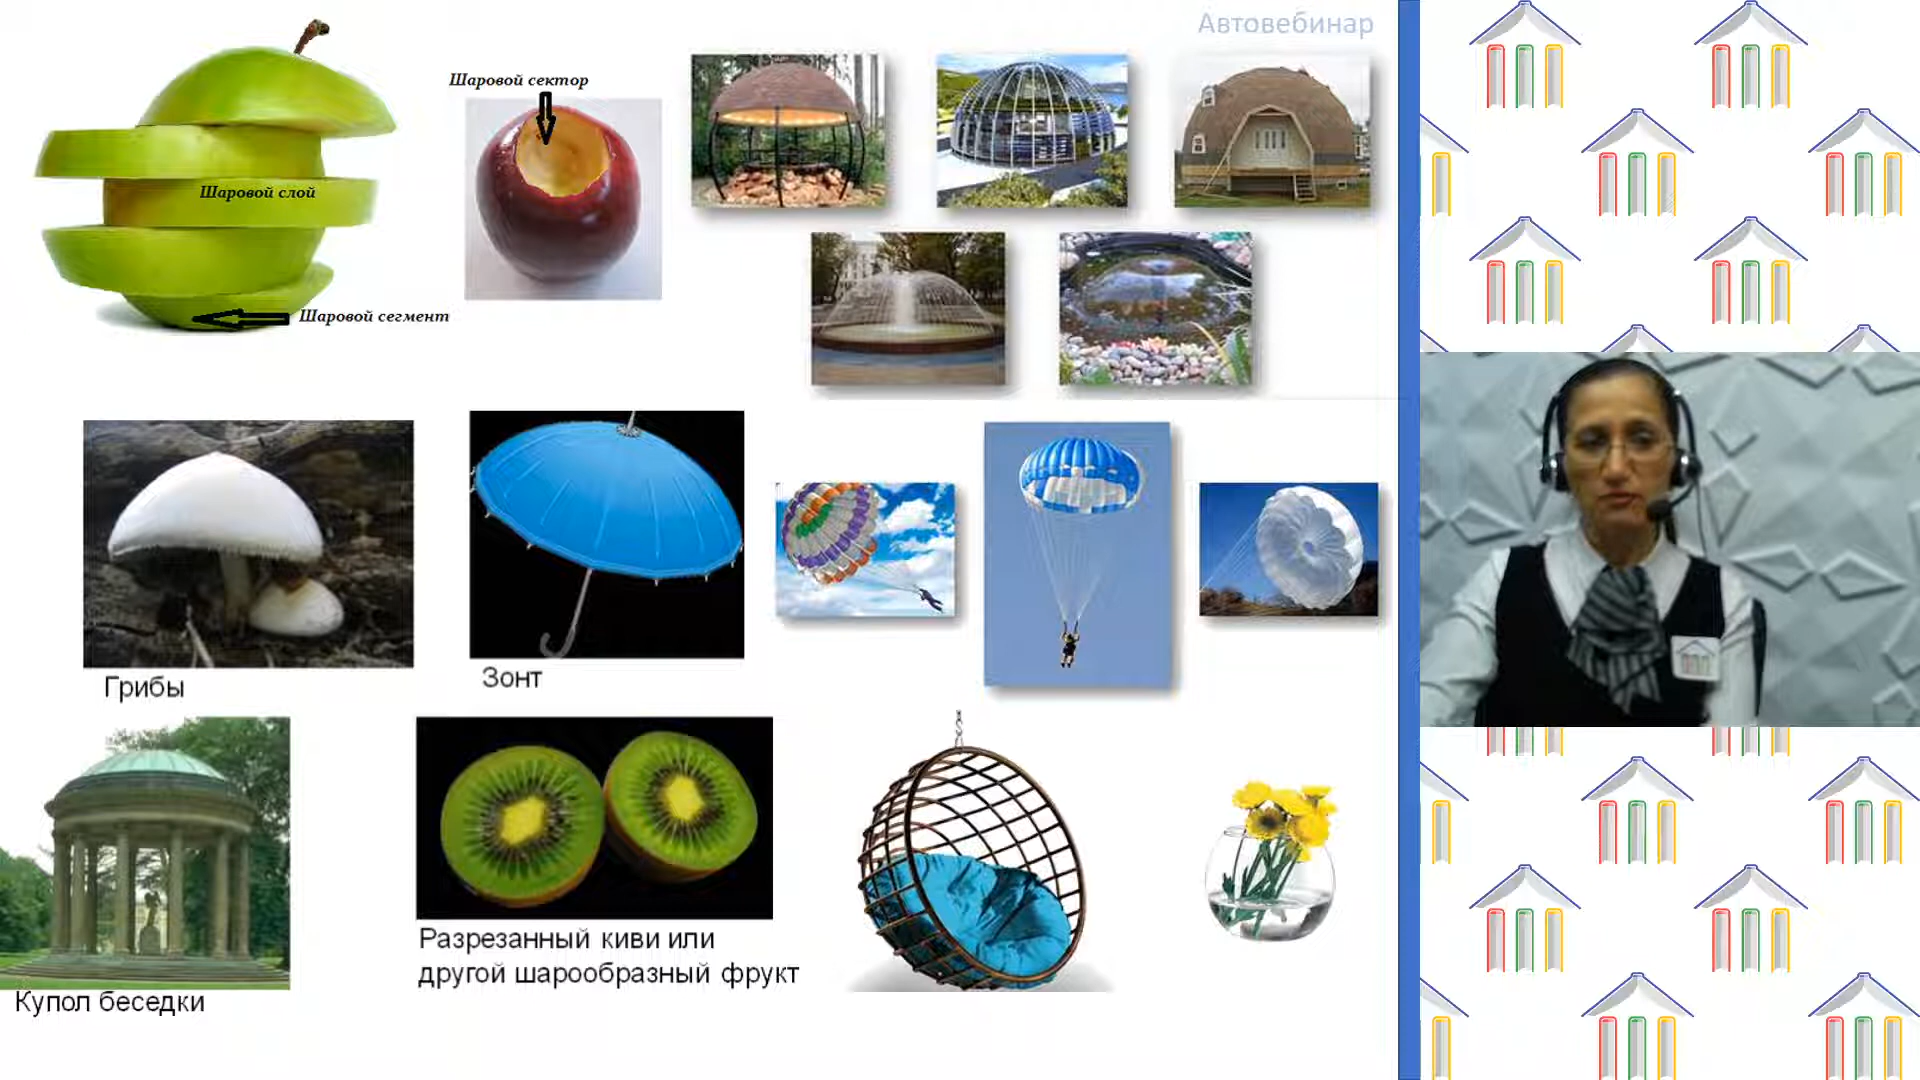 Автовебинар
Шаровой сектор
Шаровой слой
Шаровой сегмент
Грибы
Зонт
Купол беседки
Разрезанный киви или
другой шарообразный фрукт